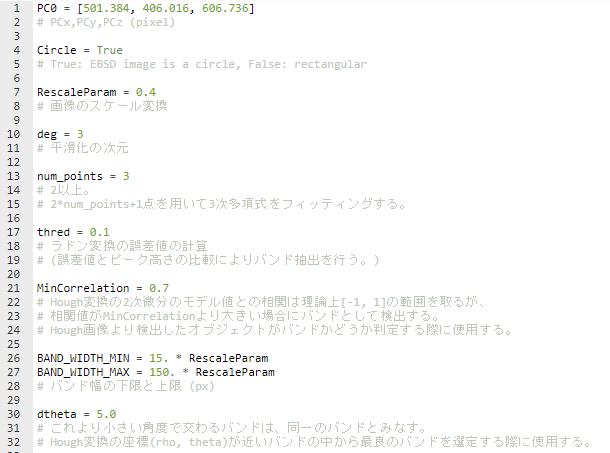 1 PC0 = [501.384, 406.016, 606.736]
2 # PCx,PCy,PCz (pixel)
3
4 Circle = True
5 # True: EBSD image is a circle, False: rectangular
6
7 RescaleParam = 0.4
8 # 画像のスケール変換
9
10 deg = 3
11 # 平滑化の次元
12
13 num_points = 3
14 # 2以上。
15 # 2*num_points+1点を用いて3次多項式をフィッティングする。
16
17 thred = 0.1
18 # ラドン変換の誤差値の計算
19 # (誤差値とピーク高さの比較によりバンド抽出を行う。)
20
21 MinCorrelation = 0.7
22 # Hough変換の2次微分のモデル値との相関は理論上[-1, 1]の範囲を取るが、
23 # 相関値がMinCorrelationより大きい場合にバンドとして検出する。
24 # Hough画像より検出したオブジェクトがバンドかどうか判定する際に使用する。
25
26 BAND_WIDTH_MIN = 15. * RescaleParam
27 BAND_WIDTH_MAX = 150. * RescaleParam
28 # バンド幅の下限と上限 (px)
29
30 dtheta = 5.0
31 # これより小さい角度で交わるバンドは、同一のバンドとみなす。
32 # Hough変換の座標(rho, theta)が近いバンドの中から最良のバンドを選定する際に使用する。